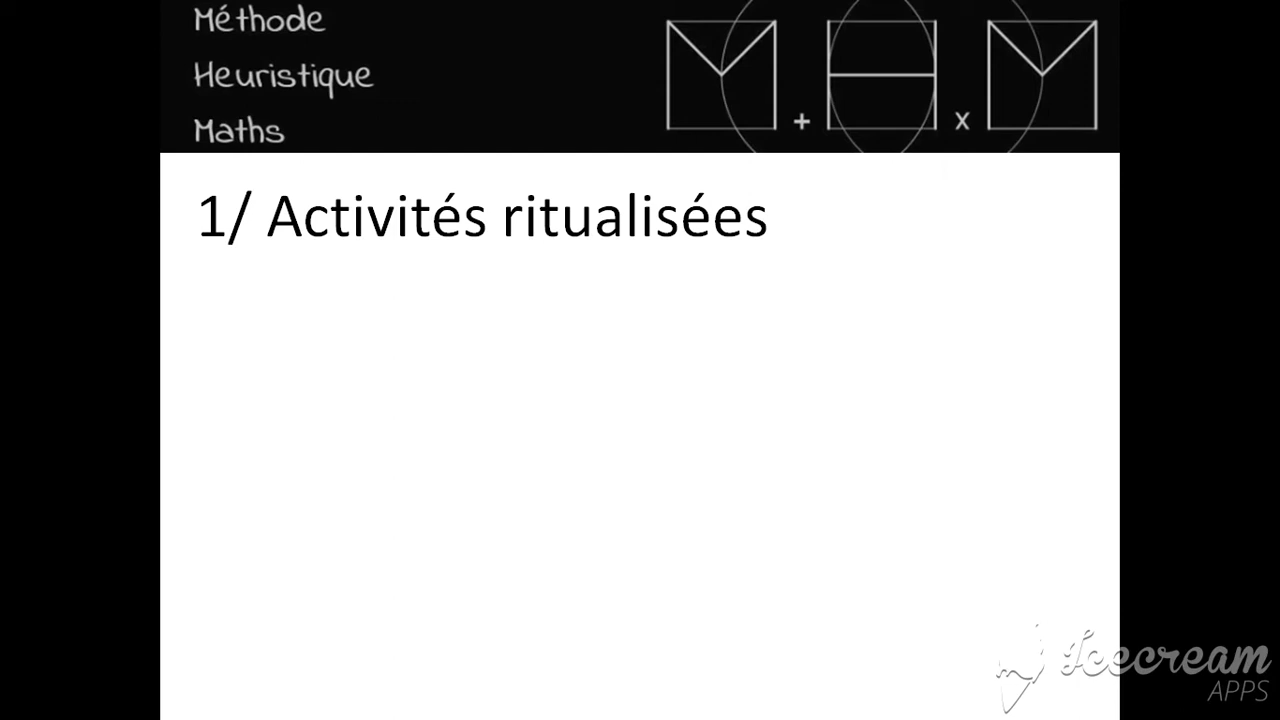 Méthode
Heuristique
Maths
M + H x M
1/ Activités ritualisées
Icecream
APPS